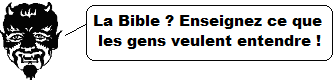 La Bible ? Enseignez ce que
les gens veulent entendre !